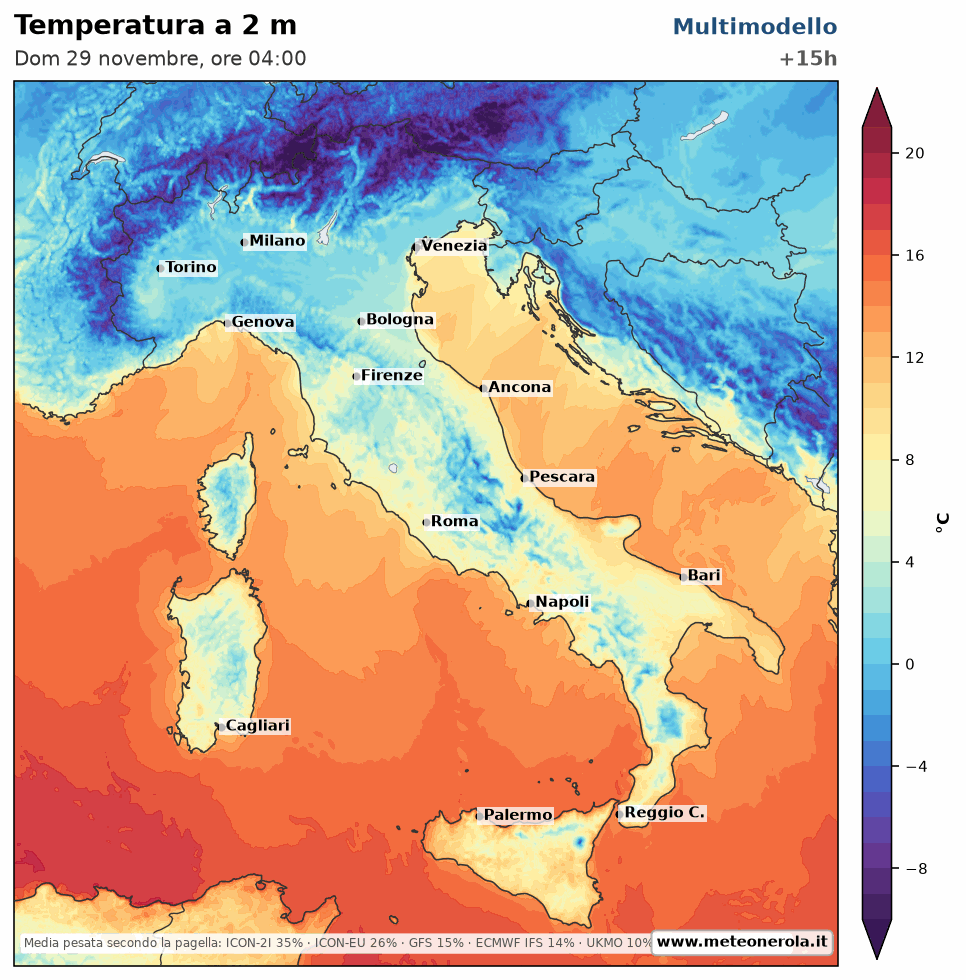 Temperatura a 2 m
Multimodello
Dom 29 novembre, ore 04:00
+15h
Milano
Venezia
Torino
Genova
Bologna
Firenze
Ancona
Pescara
Roma
Bari
Napoli
Cagliari
Palermo
Reggio C.
20
16
12
8
4
0
−4
−8
°C
Media pesata secondo la pagella: ICON-2I 35% · ICON-EU 26% · GFS 15% · ECMWF IFS 14% · UKMO 10%
www.meteonerola.it